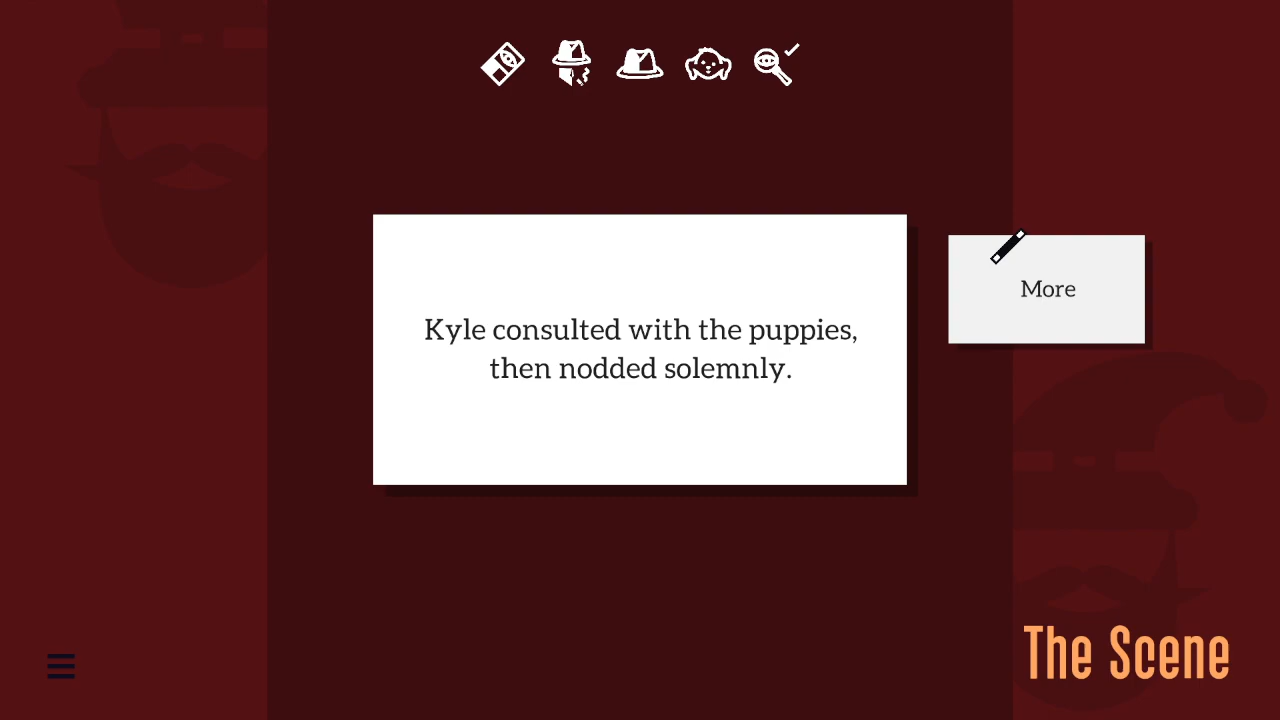 Kyle consulted with the puppies,
then nodded solemnly.
More
The Scene